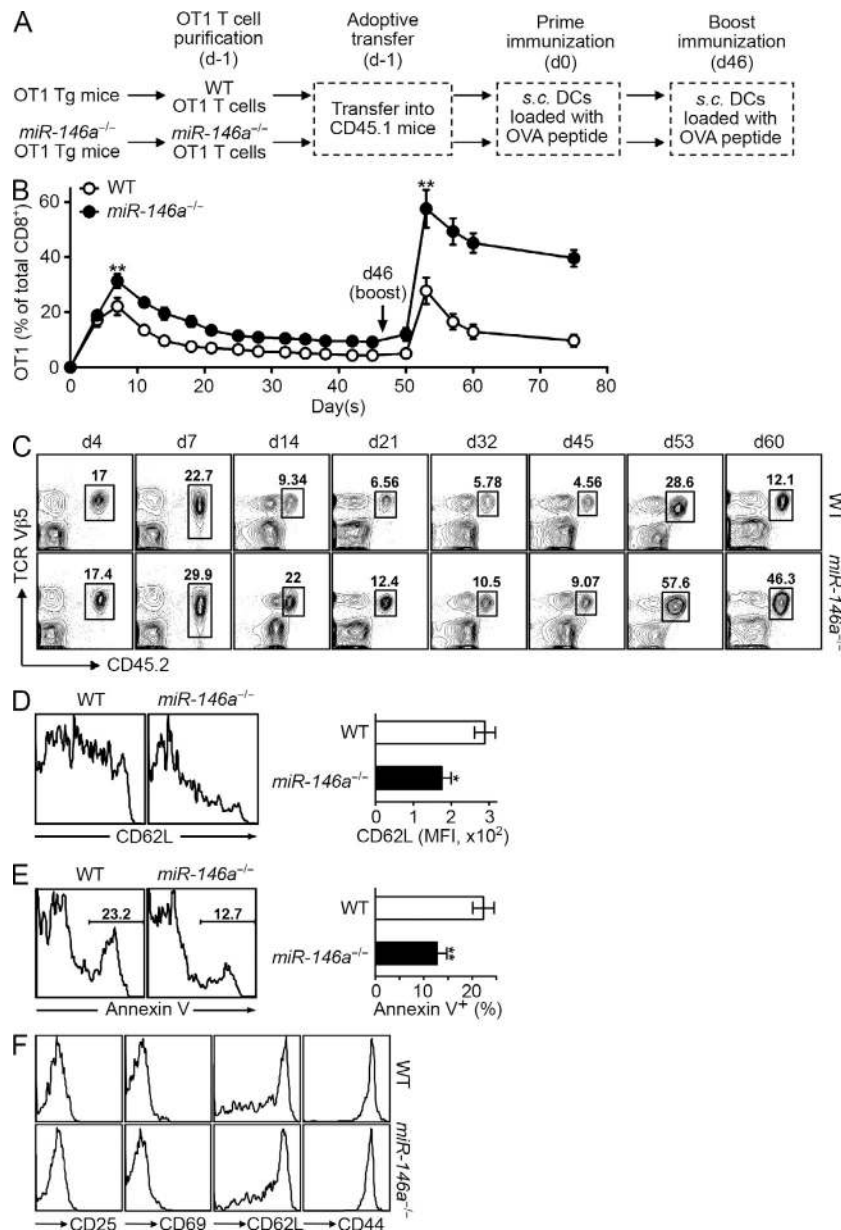 A
OT1 T cell
purification
(d-1)
Adoptive
transfer
(d-1)
Prime
immunization
(d0)
Boost
immunization
(d46)
OT1 Tg mice
WT
OT1 T cells
miR-146a⁻/⁻
OT1 Tg mice
miR-146a⁻/⁻
OT1 T cells
Transfer into
CD45.1 mice
s.c. DCs
loaded with
OVA peptide
s.c. DCs
loaded with
OVA peptide
B
WT
miR-146a⁻/⁻
OT1 (% of total CD8⁺)
60
40
20
0
**
**
d46
(boost)
0 10 20 30 40 50 60 70 80
Day(s)
C
d4 d7 d14 d21 d32 d45 d53 d60
17 22.7 9.34 6.56 5.78 4.56 28.6 12.1
WT
17.4 29.9 22 12.4 10.5 9.07 57.6 46.3
miR-146a⁻/⁻
TCR Vβ5
CD45.2
D
WT miR-146a⁻/⁻
CD62L
WT
miR-146a⁻/⁻
*
0 1 2 3
CD62L (MFI, x10²)
E
WT miR-146a⁻/⁻
23.2 12.7
Annexin V
WT
miR-146a⁻/⁻
**
0 10 20
Annexin V⁺ (%)
F
WT
miR-146a⁻/⁻
CD25 CD69 CD62L CD44